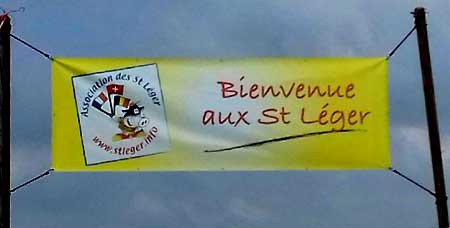 Association des St Léger
www.stleger.info
Bienvenue
aux St Léger